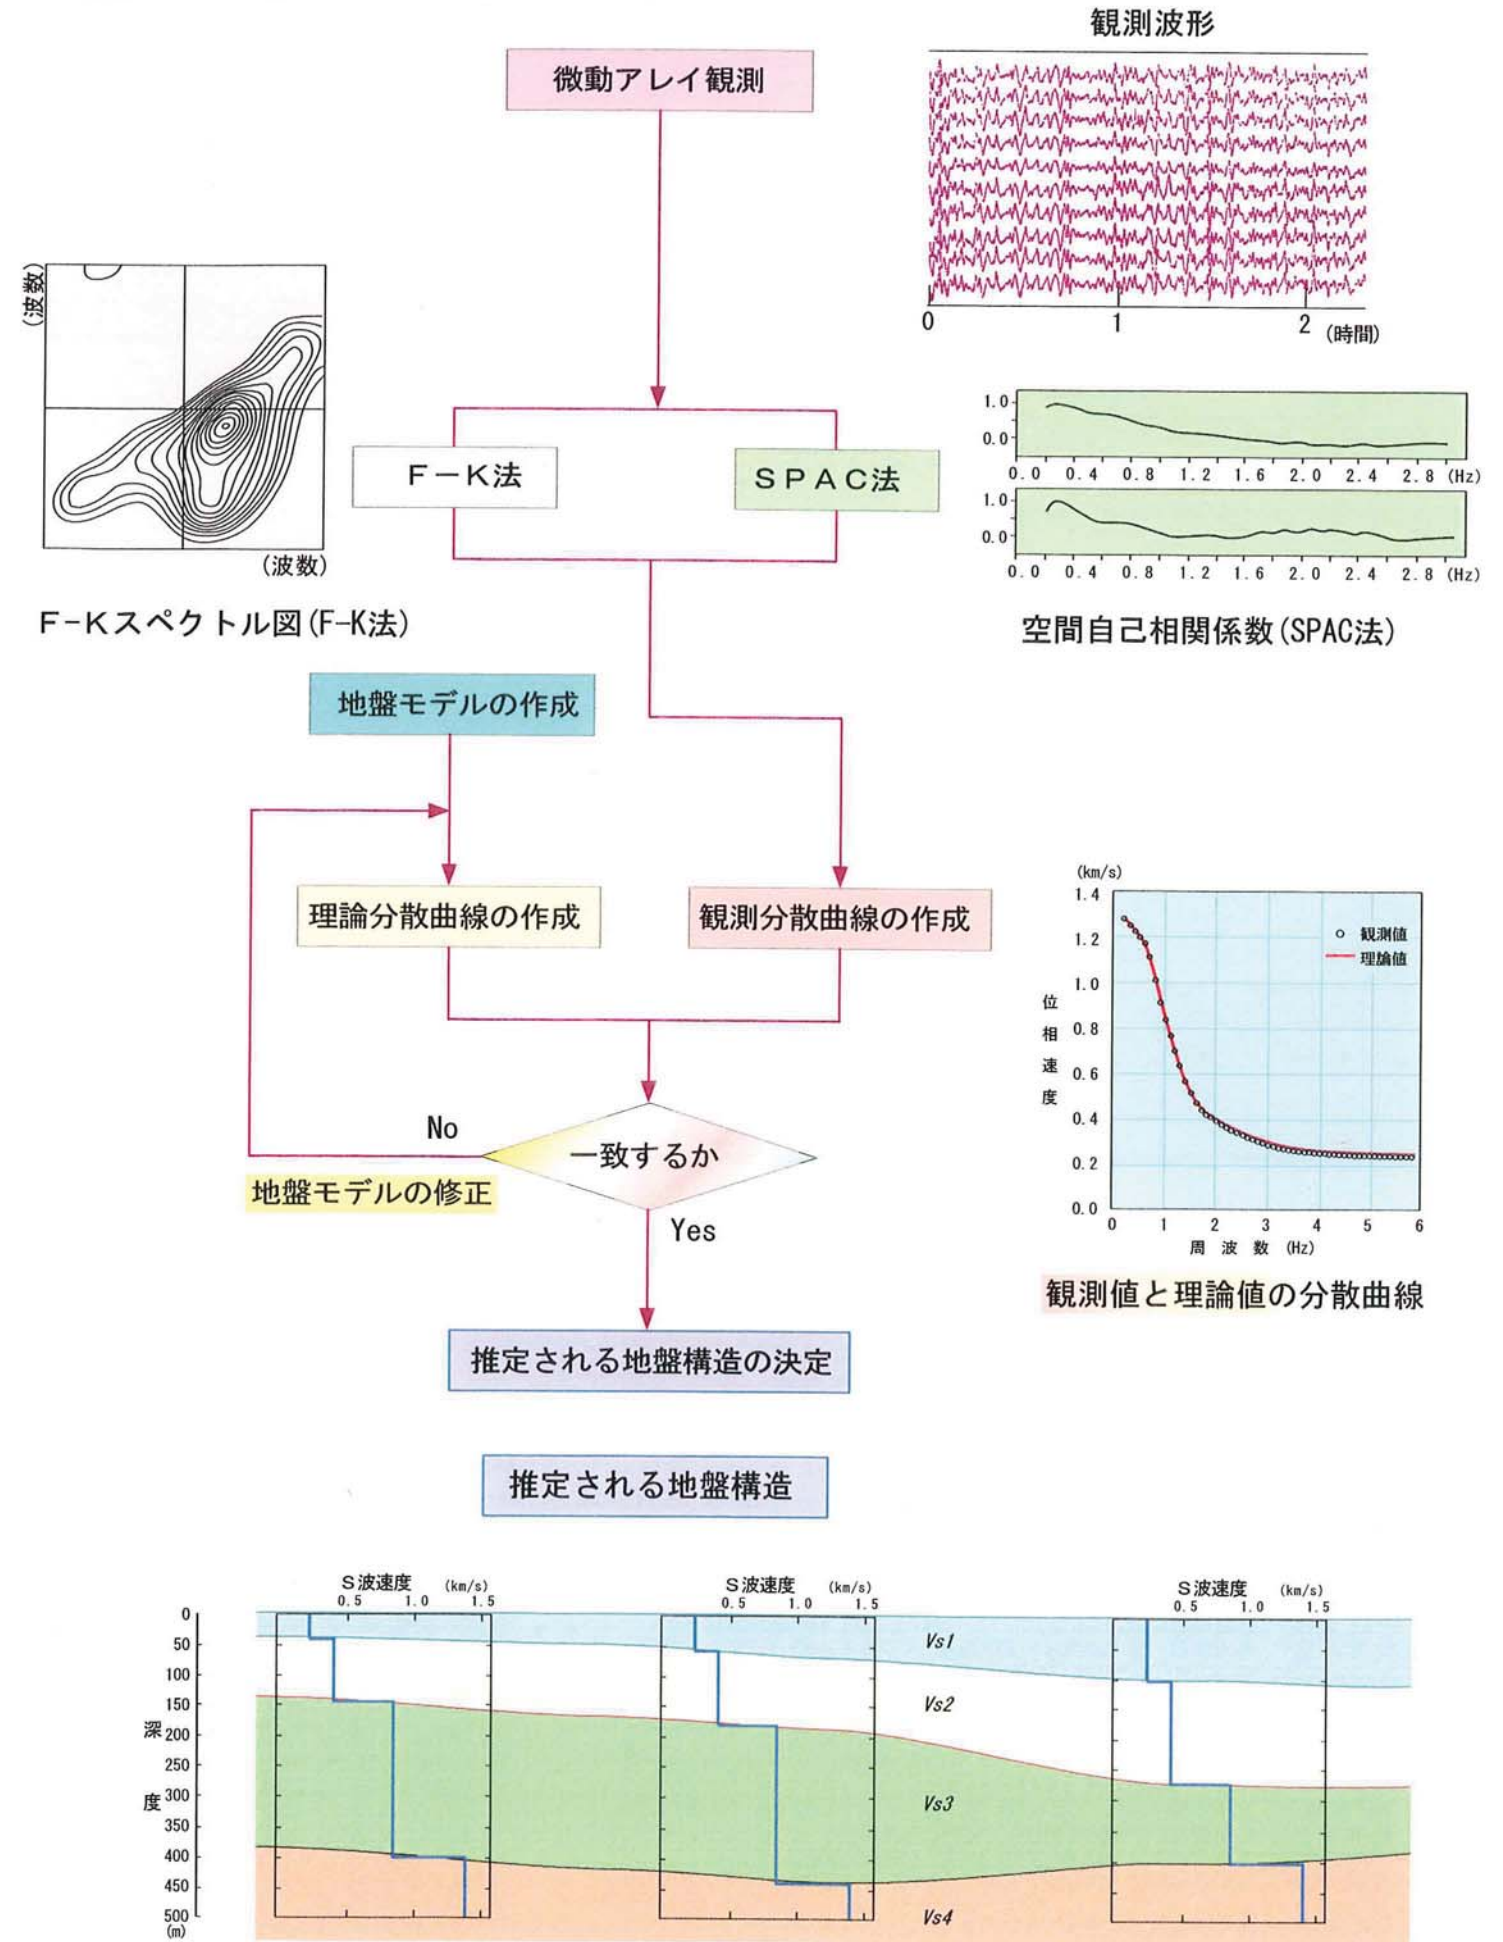 観測波形
微動アレイ観測
0 1 2 (時間)
(波数)
(波数)
F-Kスペクトル図(F-K法)
F-K法
SPAC法
1.0
0.0
0.0 0.4 0.8 1.2 1.6 2.0 2.4 2.8 (Hz)
1.0
0.0
0.0 0.4 0.8 1.2 1.6 2.0 2.4 2.8 (Hz)
空間自己相関係数(SPAC法)
地盤モデルの作成
理論分散曲線の作成
観測分散曲線の作成
No
一致するか
地盤モデルの修正
Yes
(km/s)
1.4
1.2
1.0
0.8
0.6
0.4
0.2
0.0
位相速度
観測値
理論値
0 1 2 3 4 5 6
周波数 (Hz)
観測値と理論値の分散曲線
推定される地盤構造の決定
推定される地盤構造
S波速度 (km/s)
0.5 1.0 1.5
S波速度 (km/s)
0.5 1.0 1.5
S波速度 (km/s)
0.5 1.0 1.5
0
50
100
150
200
250
300
350
400
450
500
(m)
深度
Vs1
Vs2
Vs3
Vs4